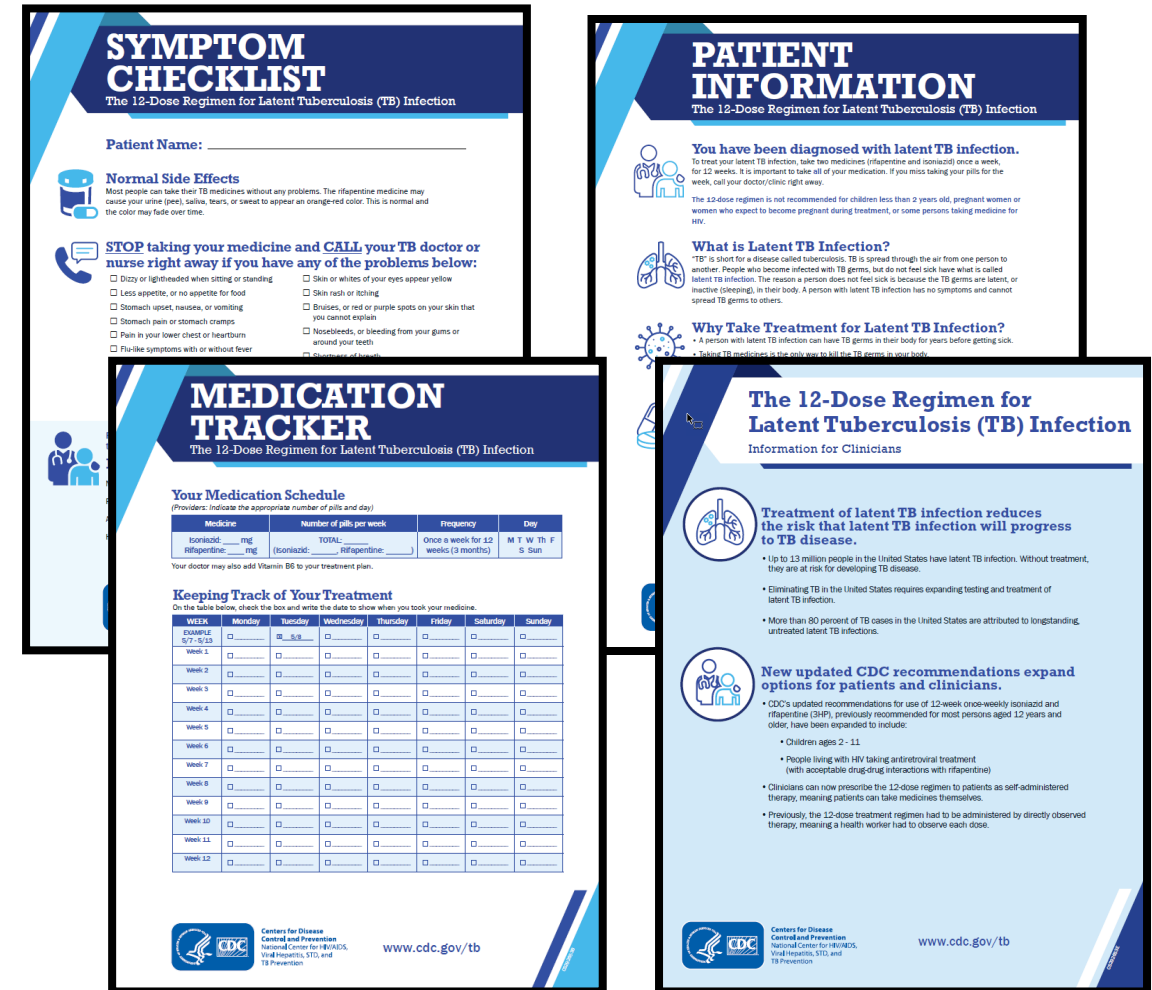 SYMPTOM
CHECKLIST
The 12-Dose Regimen for Latent Tuberculosis (TB) Infection
Patient Name:
Normal Side Effects
Most people can take their TB medicines without any problems. The rifapentine medicine may
cause your urine (pee), saliva, tears, or sweat to appear an orange-red color. This is normal and
the color may fade over time.
STOP taking your medicine and CALL your TB doctor or
nurse right away if you have any of the problems below:
☐ Dizzy or lightheaded when sitting or standing
☐ Less appetite, or no appetite for food
☐ Stomach upset, nausea, or vomiting
☐ Stomach pain or stomach cramps
☐ Pain in your lower chest or heartburn
☐ Flu-like symptoms with or without fever
☐ Skin or whites of your eyes appear yellow
☐ Skin rash or itching
☐ Bruises, or red or purple spots on your skin that
you cannot explain
☐ Nosebleeds, or bleeding from your gums or
around your teeth
☐ Shortness of breath
PATIENT
INFORMATION
The 12-Dose Regimen for Latent Tuberculosis (TB) Infection
You have been diagnosed with latent TB infection.
To treat your latent TB infection, take two medicines (rifapentine and isoniazid) once a week,
for 12 weeks. It is important to take all of your medication. If you miss taking your pills for the
week, call your doctor/clinic right away.
The 12-dose regimen is not recommended for children less than 2 years old, pregnant women or
women who expect to become pregnant during treatment, or some persons taking medicine for
HIV.
What is Latent TB Infection?
"TB" is short for a disease called tuberculosis. TB is spread through the air from one person to
another. People who become infected with TB germs, but do not feel sick have what is called
latent TB infection. The reason a person does not feel sick is because the TB germs are latent, or
inactive (sleeping), in their body. A person with latent TB infection has no symptoms and cannot
spread TB germs to others.
Why Take Treatment for Latent TB Infection?
• A person with latent TB infection can have TB germs in their body for years before getting sick.
• Taking TB medicines is the only way to kill the TB germs in your body.
MEDICATION
TRACKER
The 12-Dose Regimen for Latent Tuberculosis (TB) Infection
Your Medication Schedule
(Providers: Indicate the appropriate number of pills and day)
Medicine Number of pills per week Frequency Day
Isoniazid: ____ mg TOTAL: ______ Once a week for 12 M T W Th F
Rifapentine: ____ mg (Isoniazid: ______, Rifapentine: ______) weeks (3 months) S Sun
Your doctor may also add Vitamin B6 to your treatment plan.
Keeping Track of Your Treatment
On the table below, check the box and write the date to show when you took your medicine.
WEEK Monday Tuesday Wednesday Thursday Friday Saturday Sunday
EXAMPLE
5/7 - 5/13 ☐ ☒ 5/8 ☐ ☐ ☐ ☐ ☐
Week 1 ☐ ☐ ☐ ☐ ☐ ☐ ☐
Week 2 ☐ ☐ ☐ ☐ ☐ ☐ ☐
Week 3 ☐ ☐ ☐ ☐ ☐ ☐ ☐
Week 4 ☐ ☐ ☐ ☐ ☐ ☐ ☐
Week 5 ☐ ☐ ☐ ☐ ☐ ☐ ☐
Week 6 ☐ ☐ ☐ ☐ ☐ ☐ ☐
Week 7 ☐ ☐ ☐ ☐ ☐ ☐ ☐
Week 8 ☐ ☐ ☐ ☐ ☐ ☐ ☐
Week 9 ☐ ☐ ☐ ☐ ☐ ☐ ☐
Week 10 ☐ ☐ ☐ ☐ ☐ ☐ ☐
Week 11 ☐ ☐ ☐ ☐ ☐ ☐ ☐
Week 12 ☐ ☐ ☐ ☐ ☐ ☐ ☐
CDC
Centers for Disease
Control and Prevention
National Center for HIV/AIDS,
Viral Hepatitis, STD, and
TB Prevention
www.cdc.gov/tb
The 12-Dose Regimen for
Latent Tuberculosis (TB) Infection
Information for Clinicians
Treatment of latent TB infection reduces
the risk that latent TB infection will progress
to TB disease.
• Up to 13 million people in the United States have latent TB infection. Without treatment,
they are at risk for developing TB disease.
• Eliminating TB in the United States requires expanding testing and treatment of
latent TB infection.
• More than 80 percent of TB cases in the United States are attributed to longstanding,
untreated latent TB infections.
New updated CDC recommendations expand
options for patients and clinicians.
• CDC's updated recommendations for use of 12-week once-weekly isoniazid and
rifapentine (3HP), previously recommended for most persons aged 12 years and
older, have been expanded to include:
• Children ages 2 - 11
• People living with HIV taking antiretroviral treatment
(with acceptable drug-drug interactions with rifapentine)
• Clinicians can now prescribe the 12-dose regimen to patients as self-administered
therapy, meaning patients can take medicines themselves.
• Previously, the 12-dose treatment regimen had to be administered by directly observed
therapy, meaning a health worker had to observe each dose.
CDC
Centers for Disease
Control and Prevention
National Center for HIV/AIDS,
Viral Hepatitis, STD, and
TB Prevention
www.cdc.gov/tb